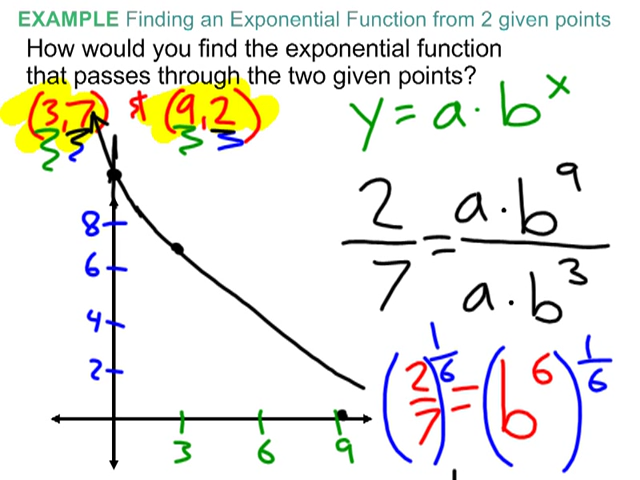 EXAMPLE Finding an Exponential Function from 2 given points
How would you find the exponential function
that passes through the two given points?
(3,7) & (9,2)
y = a · b^x
2/7 = a · b^9 / a · b^3
(2/7)^1/6 = (b^6)^1/6
8
6
4
2
3 6 9